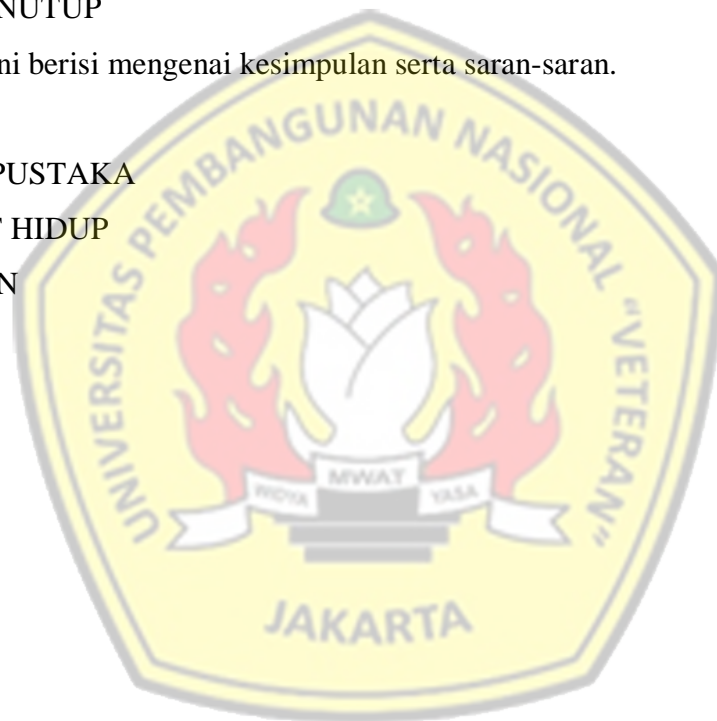 NUTUP
ni berisi mengenai kesimpulan serta saran-saran.
PUSTAKA
HIDUP
N
UNIVERSITAS PEMBANGUNAN NASIONAL "VETERAN"
WIDYA MWAT YASA
JAKARTA